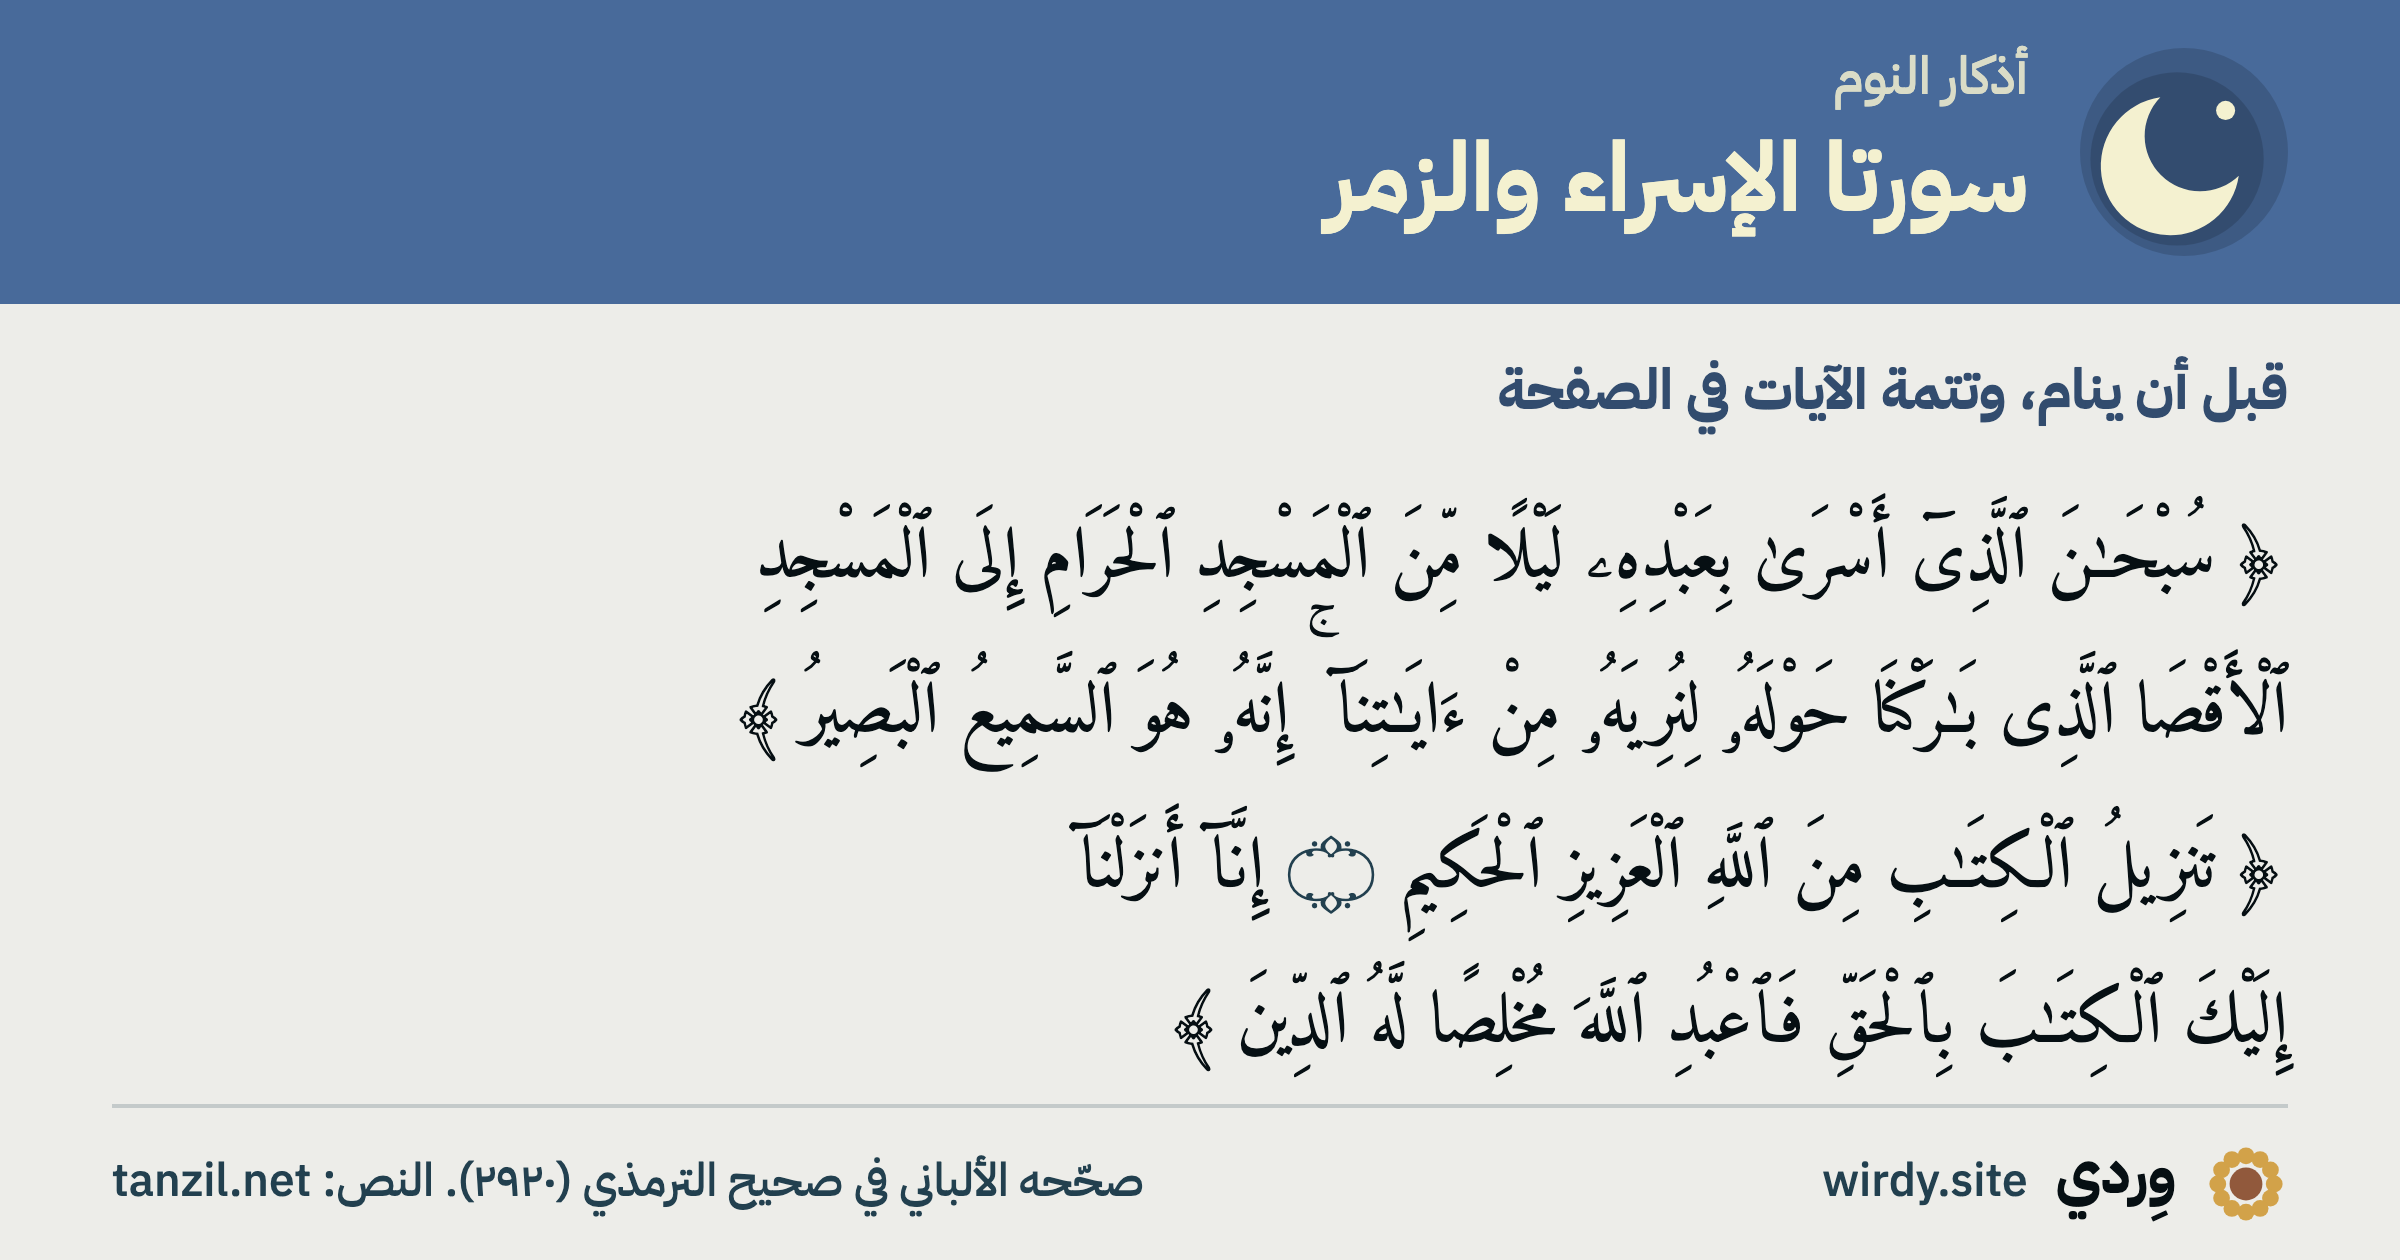 أذكار النوم
سورتا الإسراء والزمر
قبل أن ينام، وتتمة الآيات في الصفحة
﴿ سُبْحَـٰنَ ٱلَّذِىٓ أَسْرَىٰ بِعَبْدِهِۦ لَيْلًا مِّنَ ٱلْمَسْجِدِ ٱلْحَرَامِ إِلَى ٱلْمَسْجِدِ
ٱلْأَقْصَا ٱلَّذِى بَـٰرَكْنَا حَوْلَهُۥ لِنُرِيَهُۥ مِنْ ءَايَـٰتِنَآ ۚ إِنَّهُۥ هُوَ ٱلسَّمِيعُ ٱلْبَصِيرُ ﴾
﴿ تَنزِيلُ ٱلْكِتَـٰبِ مِنَ ٱللَّهِ ٱلْعَزِيزِ ٱلْحَكِيمِ ۝ إِنَّآ أَنزَلْنَآ
إِلَيْكَ ٱلْكِتَـٰبَ بِٱلْحَقِّ فَٱعْبُدِ ٱللَّهَ مُخْلِصًا لَّهُ ٱلدِّينَ ﴾
وِردي wirdy.site
صحّحه الألباني في صحيح الترمذي (٢٩٢٠). النص: tanzil.net